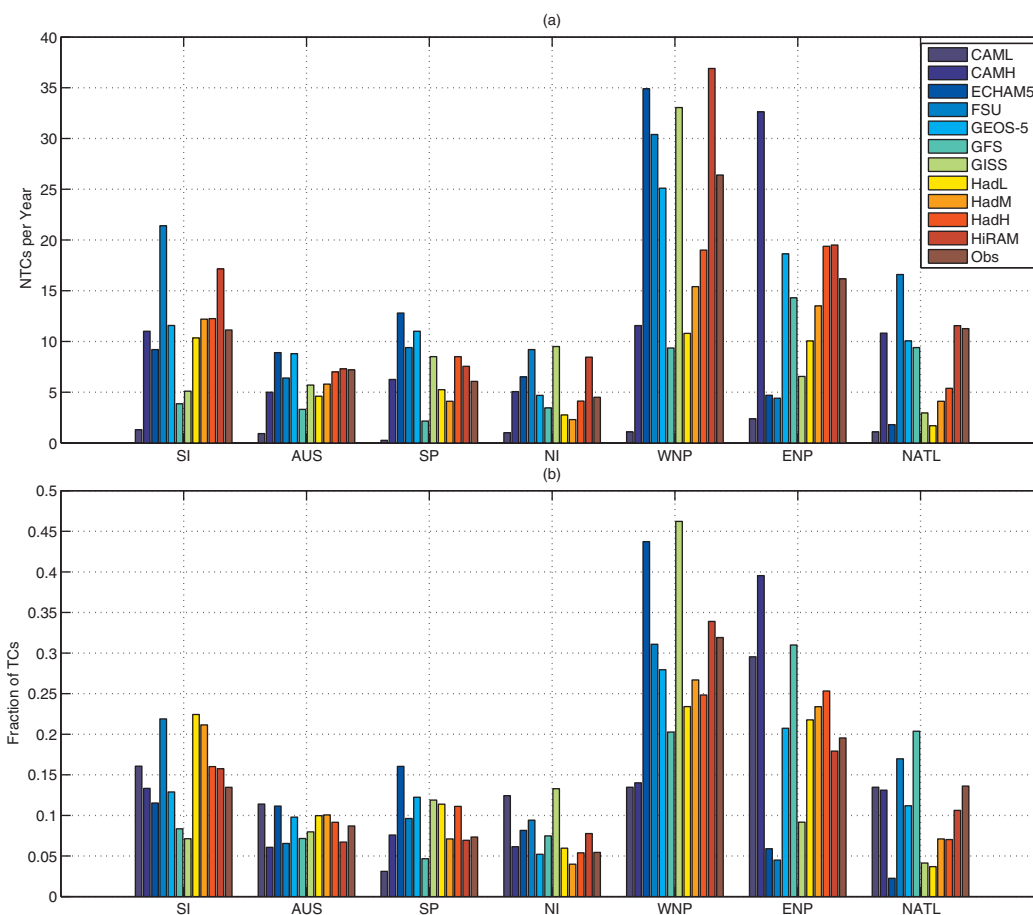 (a)
NTCs per Year
40
35
30
25
20
15
10
5
0
SI AUS SP NI WNP ENP NATL
CAML
CAMH
ECHAM5
FSU
GEOS-5
GFS
GISS
HadL
HadM
HadH
HiRAM
Obs
(b)
Fraction of TCs
0.5
0.45
0.4
0.35
0.3
0.25
0.2
0.15
0.1
0.05
0
SI AUS SP NI WNP ENP NATL